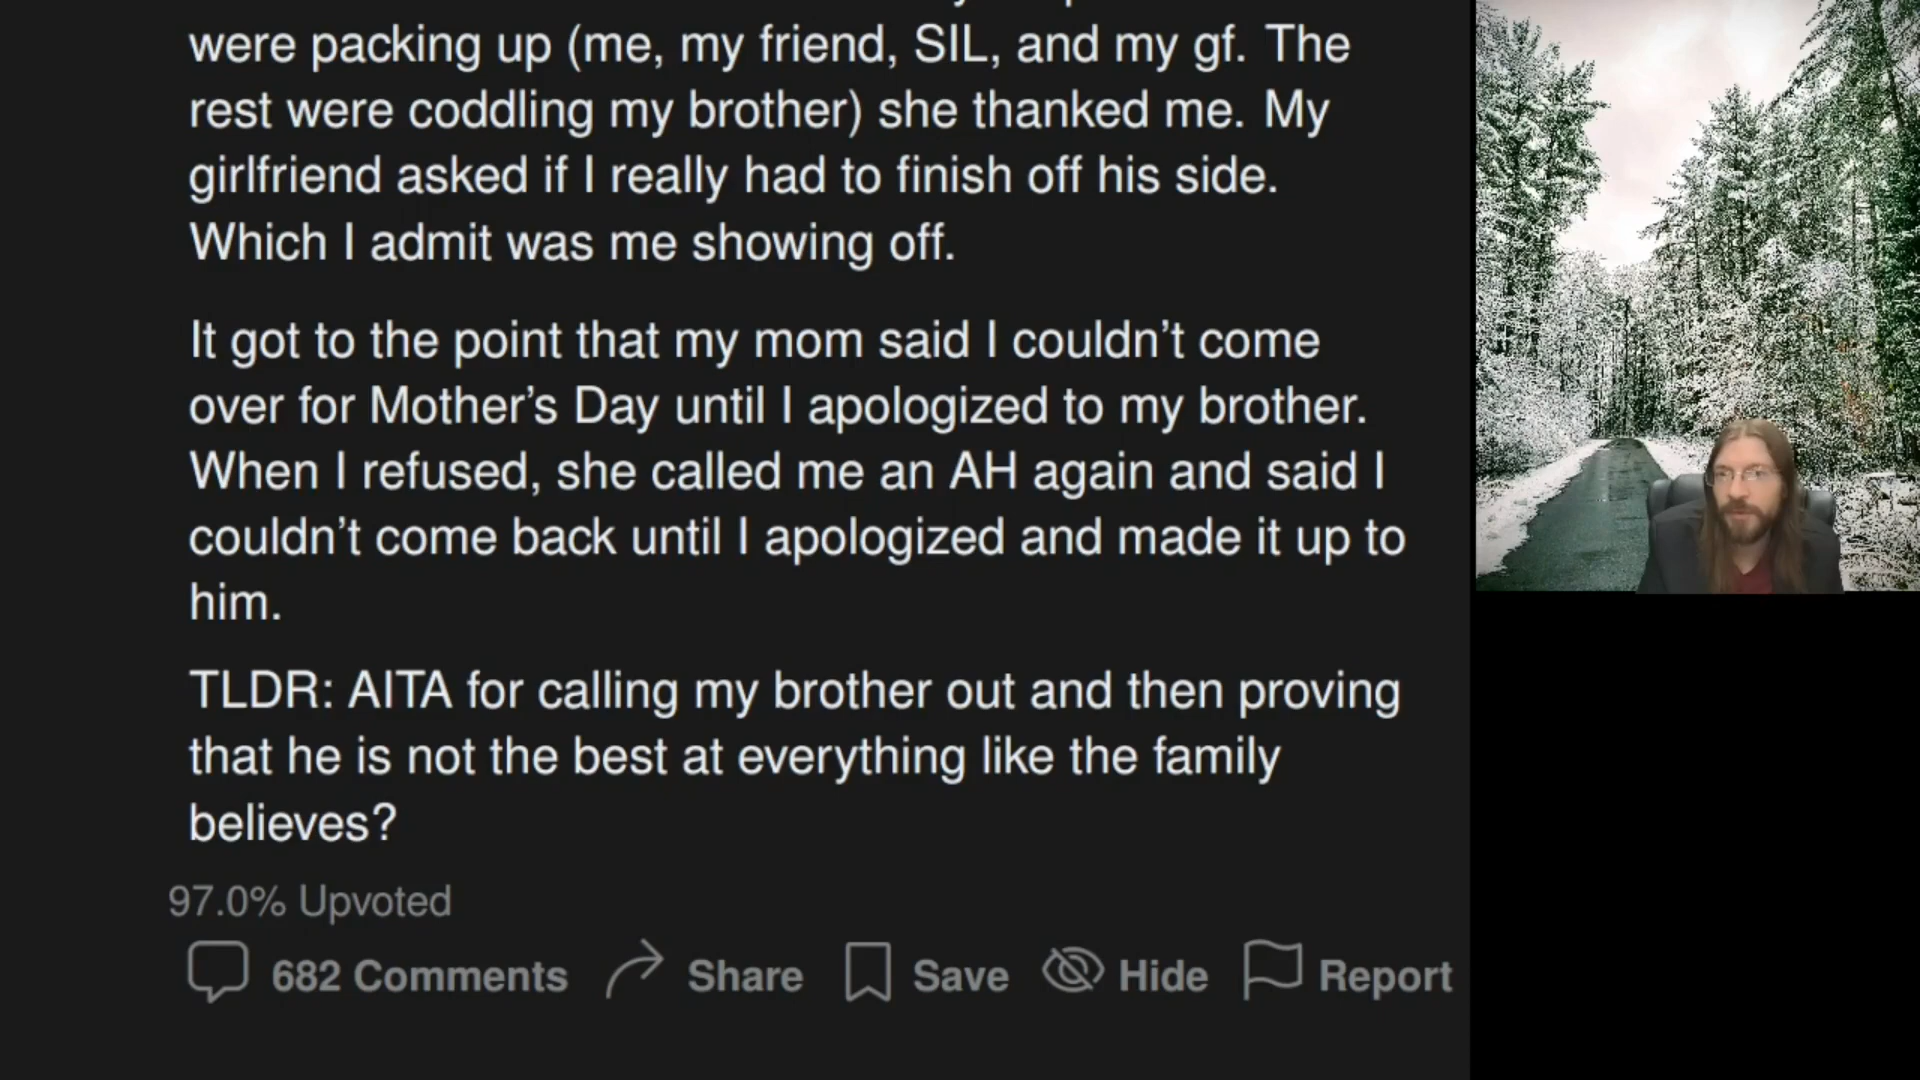 were packing up (me, my friend, SIL, and my gf. The
rest were coddling my brother) she thanked me. My
girlfriend asked if I really had to finish off his side.
Which I admit was me showing off.
It got to the point that my mom said I couldn’t come
over for Mother’s Day until I apologized to my brother.
When I refused, she called me an AH again and said I
couldn’t come back until I apologized and made it up to
him.
TLDR: AITA for calling my brother out and then proving
that he is not the best at everything like the family
believes?
97.0% Upvoted
682 Comments Share Save Hide Report